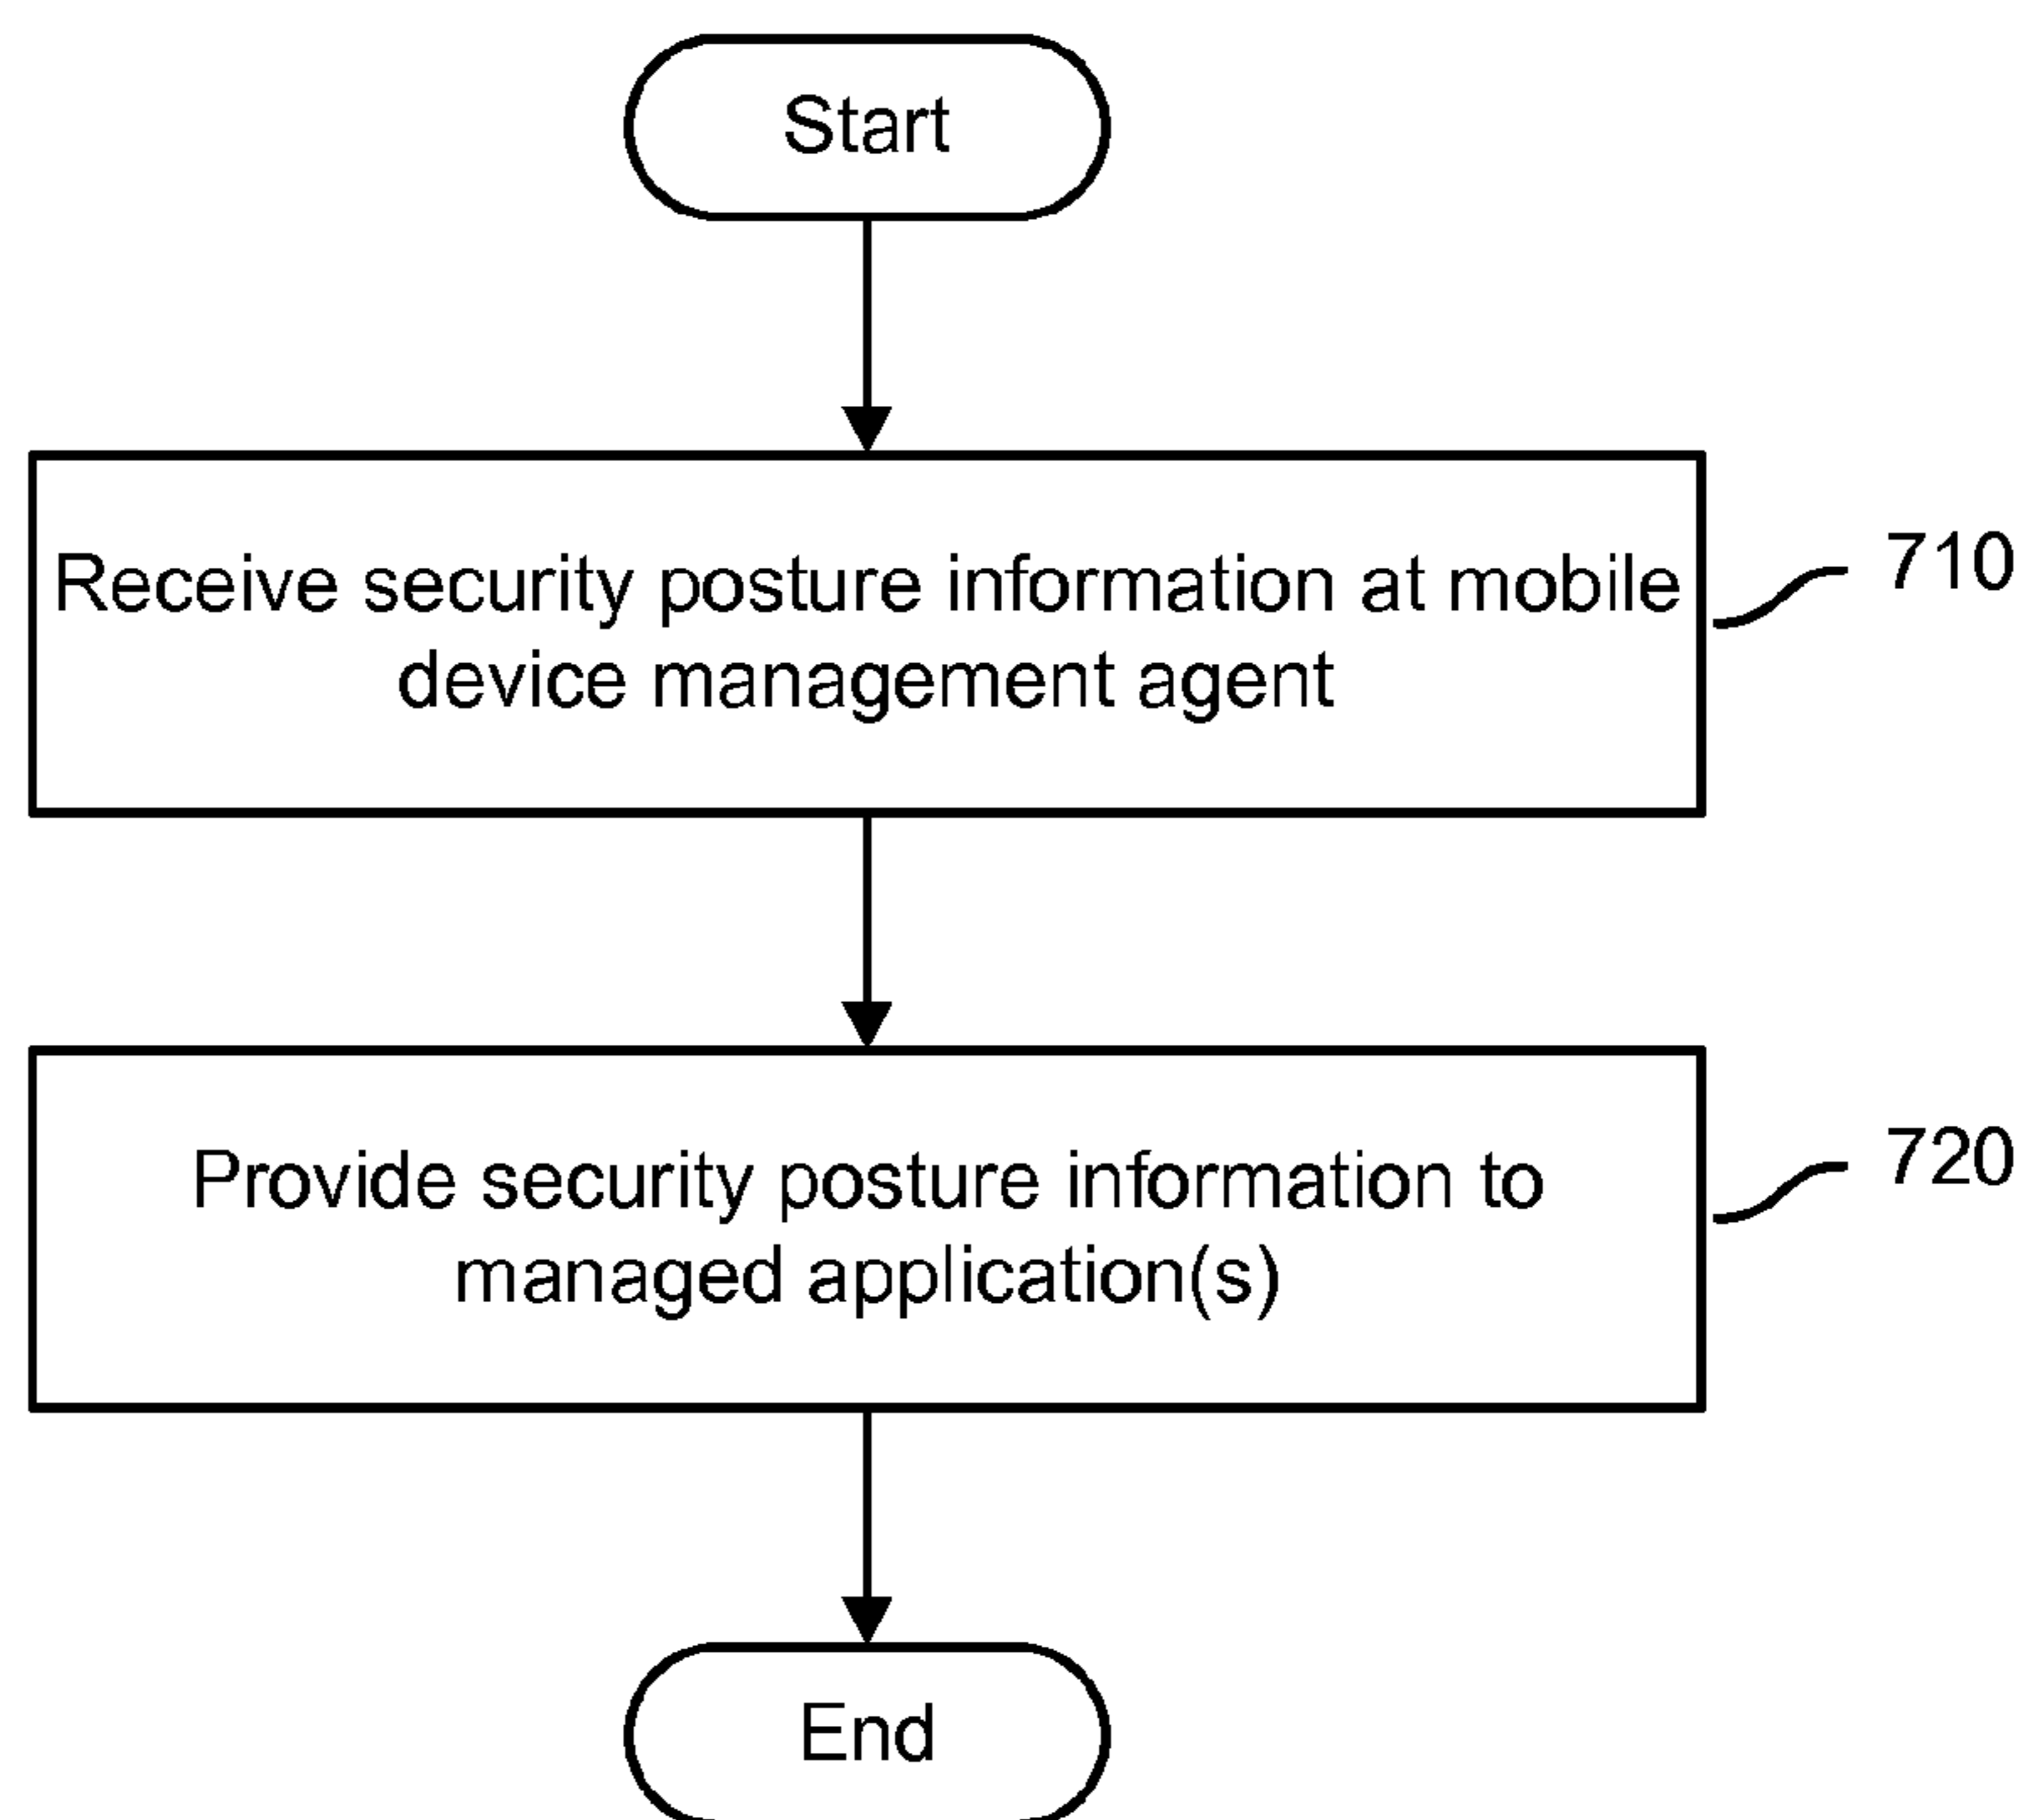 Start
Receive security posture information at mobile
device management agent
710
Provide security posture information to
managed application(s)
720
End